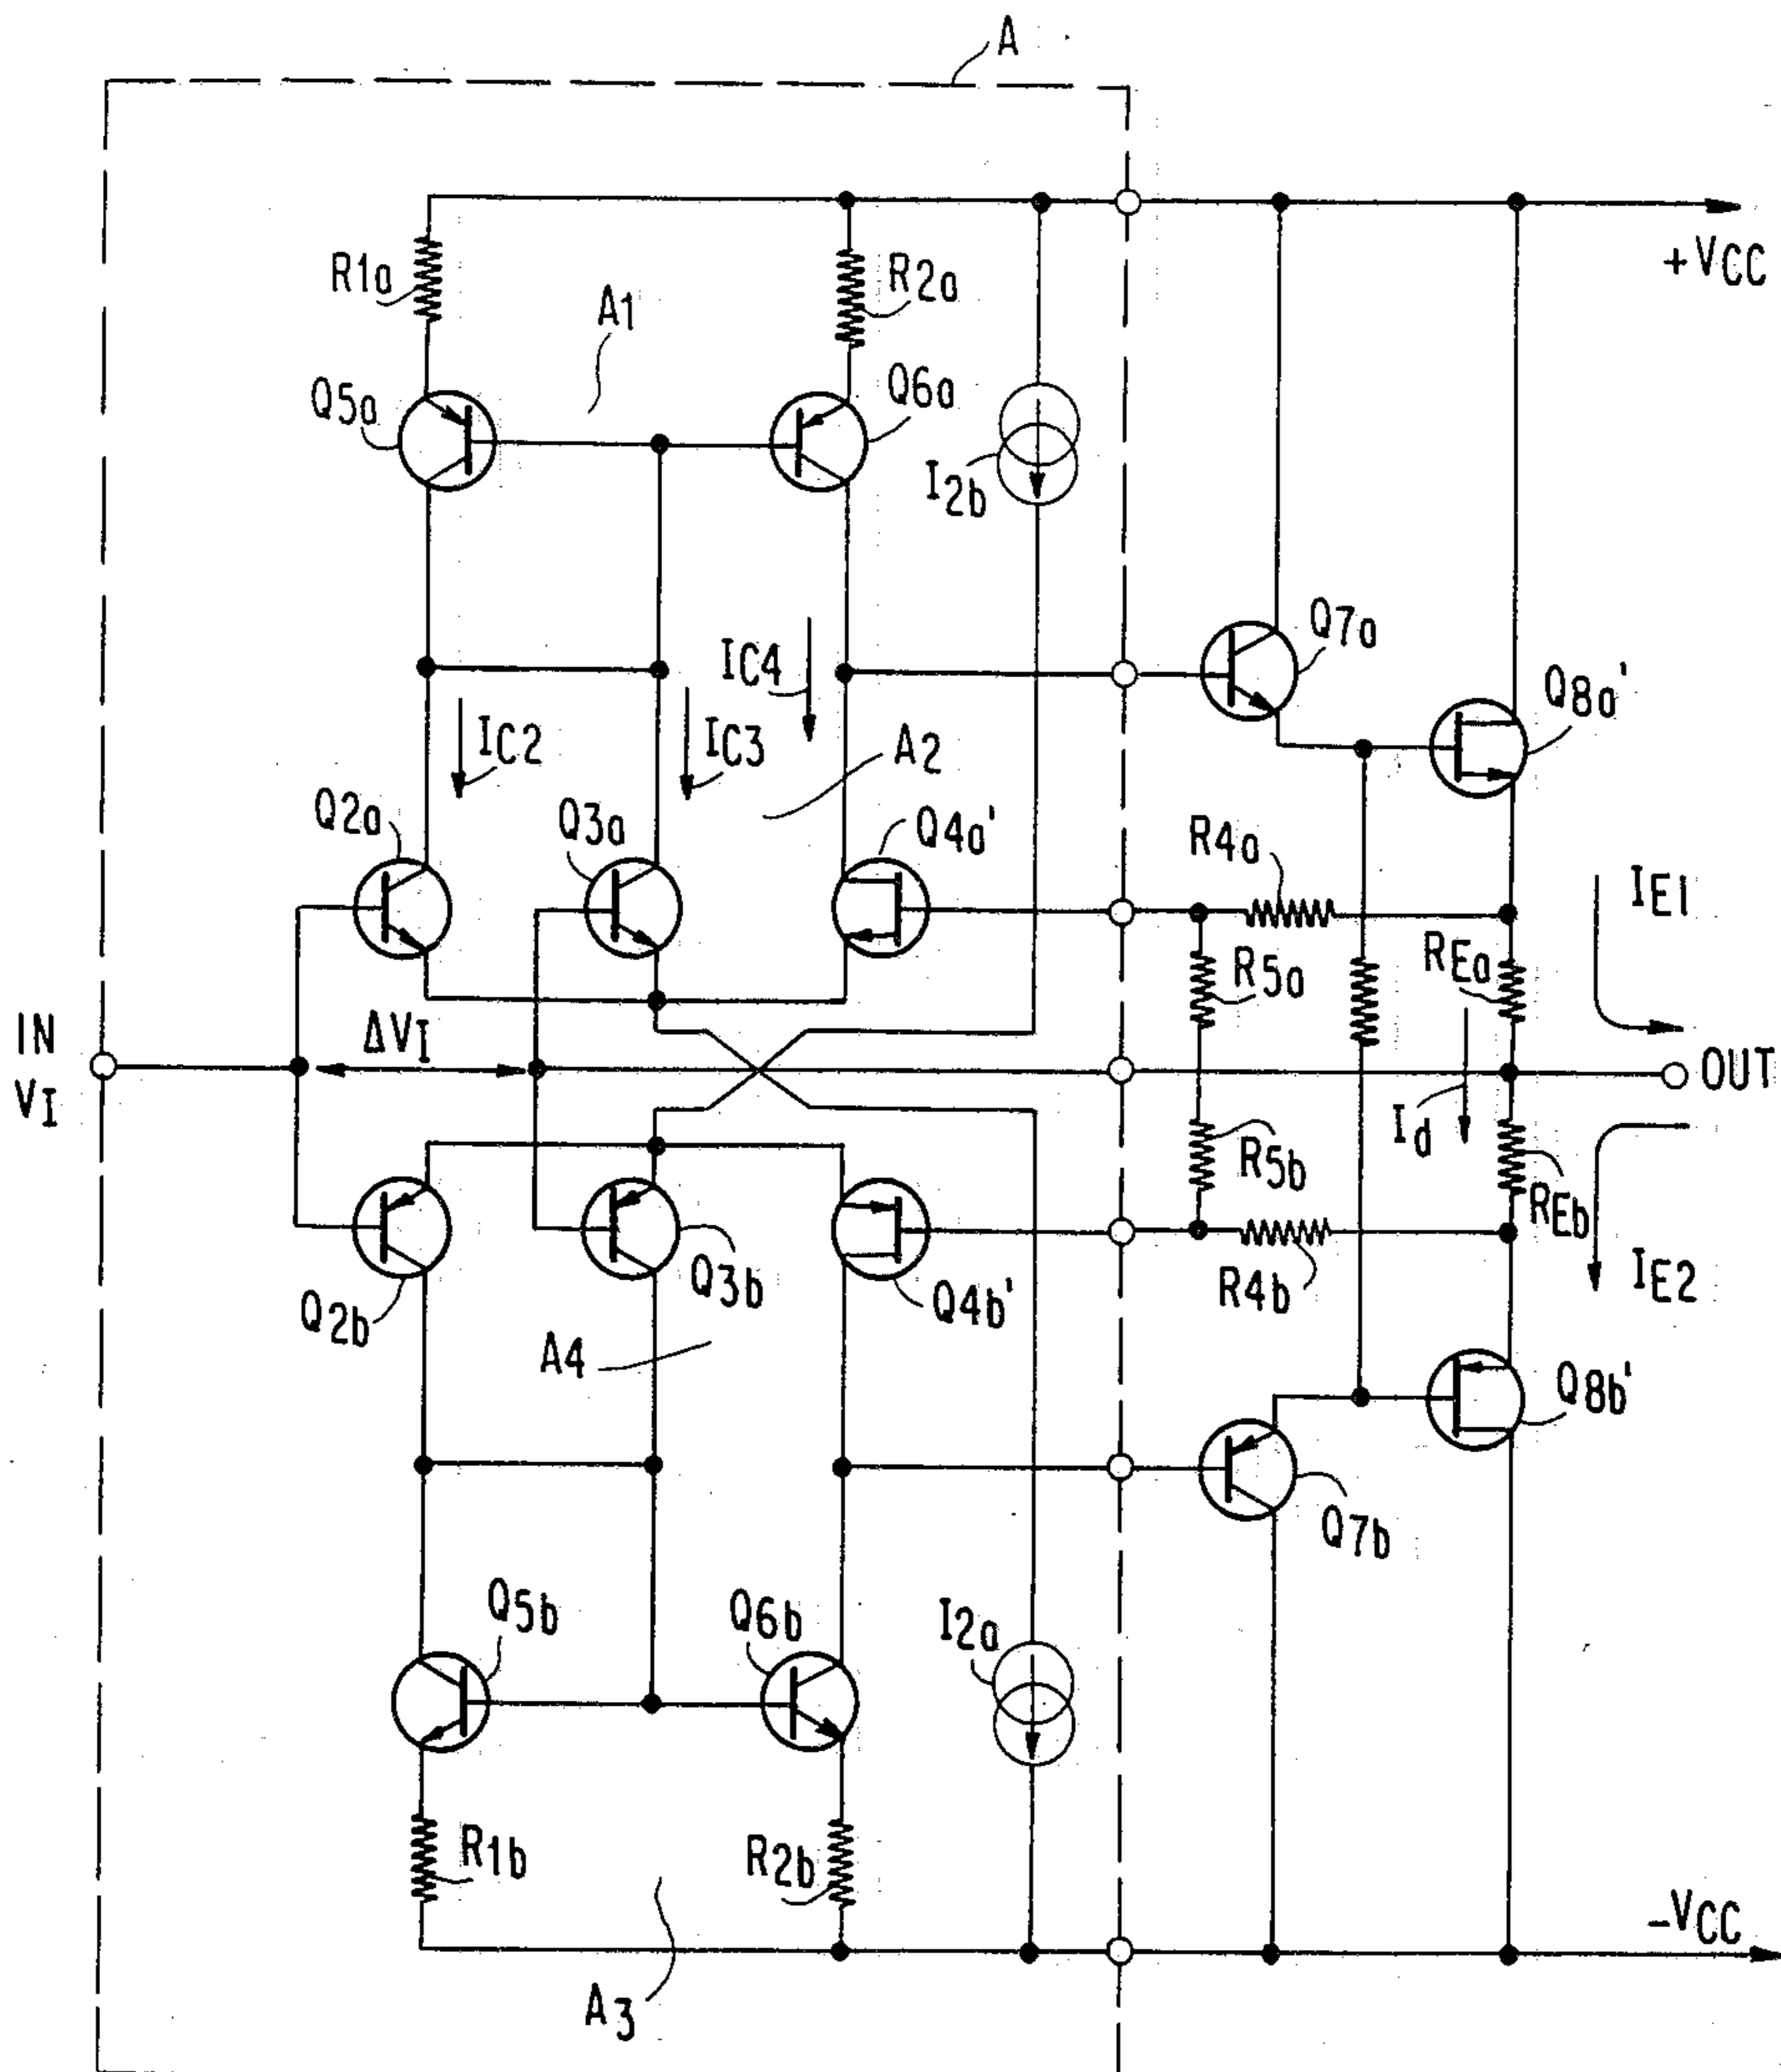 A
R1a
A1
R2a
+VCC
Q5a
Q6a
I2b
Q7a
Q8a'
IC4
IC2
IC3
A2
Q2a
Q3a
Q4a'
R4a
IE1
R5a
REa
IN
VI
ΔVI
OUT
Id
R5b
REb
Q2b
Q3b
Q4b'
R4b
IE2
A4
Q8b'
Q7b
Q5b
Q6b
I2a
R1b
R2b
-VCC
A3